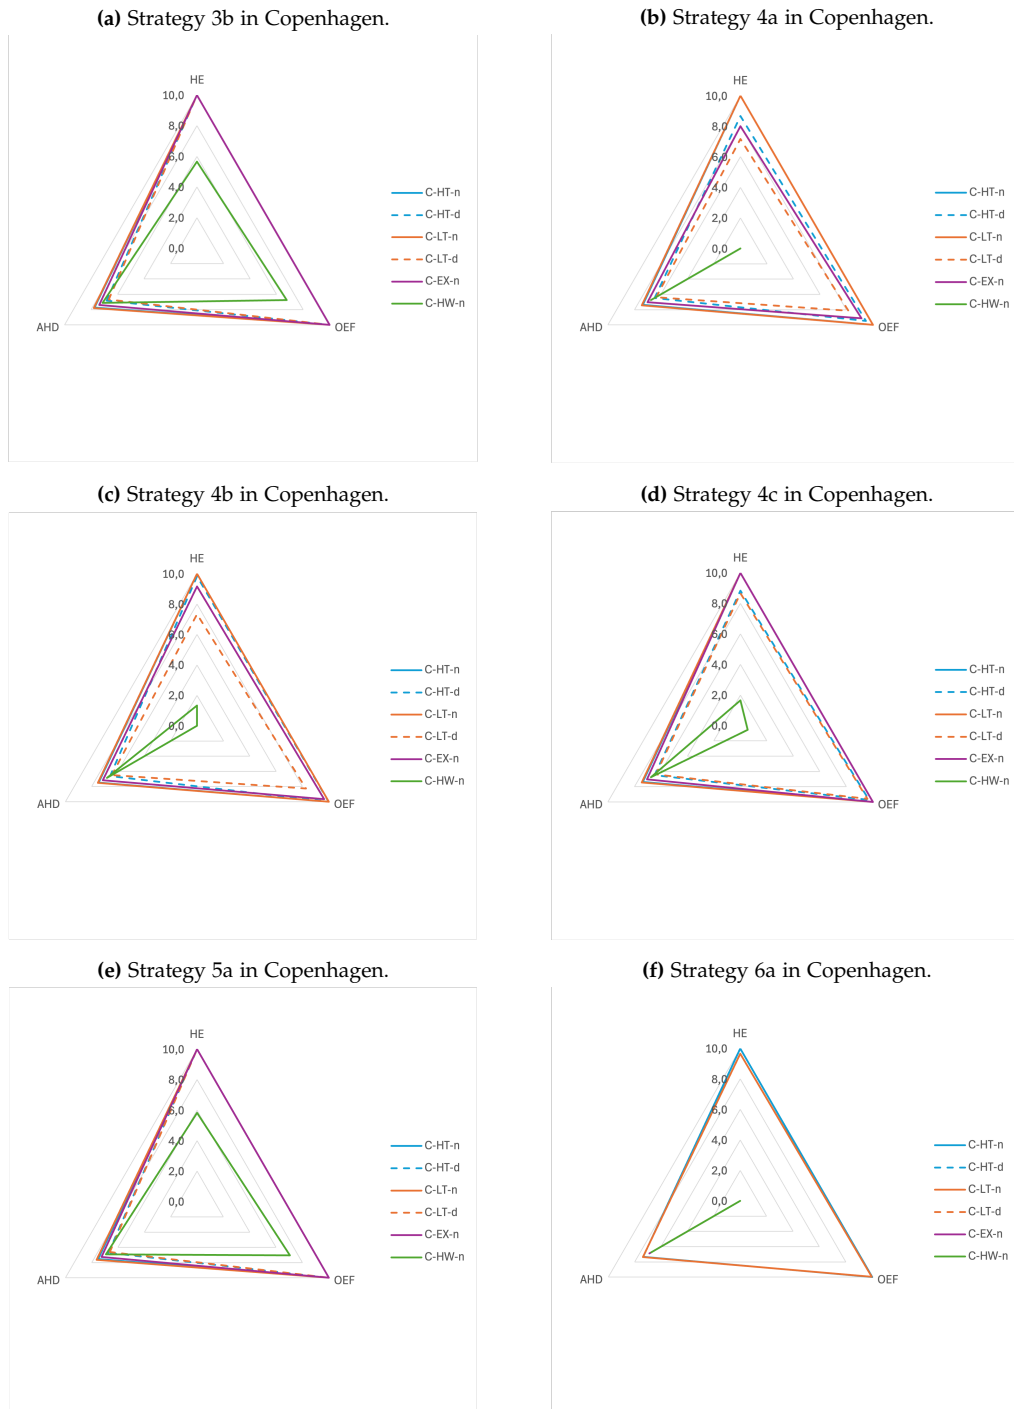 (a) Strategy 3b in Copenhagen.
HE
10,0
8,0
6,0
4,0
2,0
0,0
AHD
OEF
C-HT-n
C-HT-d
C-LT-n
C-LT-d
C-EX-n
C-HW-n
(b) Strategy 4a in Copenhagen.
HE
10,0
8,0
6,0
4,0
2,0
0,0
AHD
OEF
C-HT-n
C-HT-d
C-LT-n
C-LT-d
C-EX-n
C-HW-n
(c) Strategy 4b in Copenhagen.
HE
10,0
8,0
6,0
4,0
2,0
0,0
AHD
OEF
C-HT-n
C-HT-d
C-LT-n
C-LT-d
C-EX-n
C-HW-n
(d) Strategy 4c in Copenhagen.
HE
10,0
8,0
6,0
4,0
2,0
0,0
AHD
OEF
C-HT-n
C-HT-d
C-LT-n
C-LT-d
C-EX-n
C-HW-n
(e) Strategy 5a in Copenhagen.
HE
10,0
8,0
6,0
4,0
2,0
0,0
AHD
OEF
C-HT-n
C-HT-d
C-LT-n
C-LT-d
C-EX-n
C-HW-n
(f) Strategy 6a in Copenhagen.
HE
10,0
8,0
6,0
4,0
2,0
0,0
AHD
OEF
C-HT-n
C-HT-d
C-LT-n
C-LT-d
C-EX-n
C-HW-n